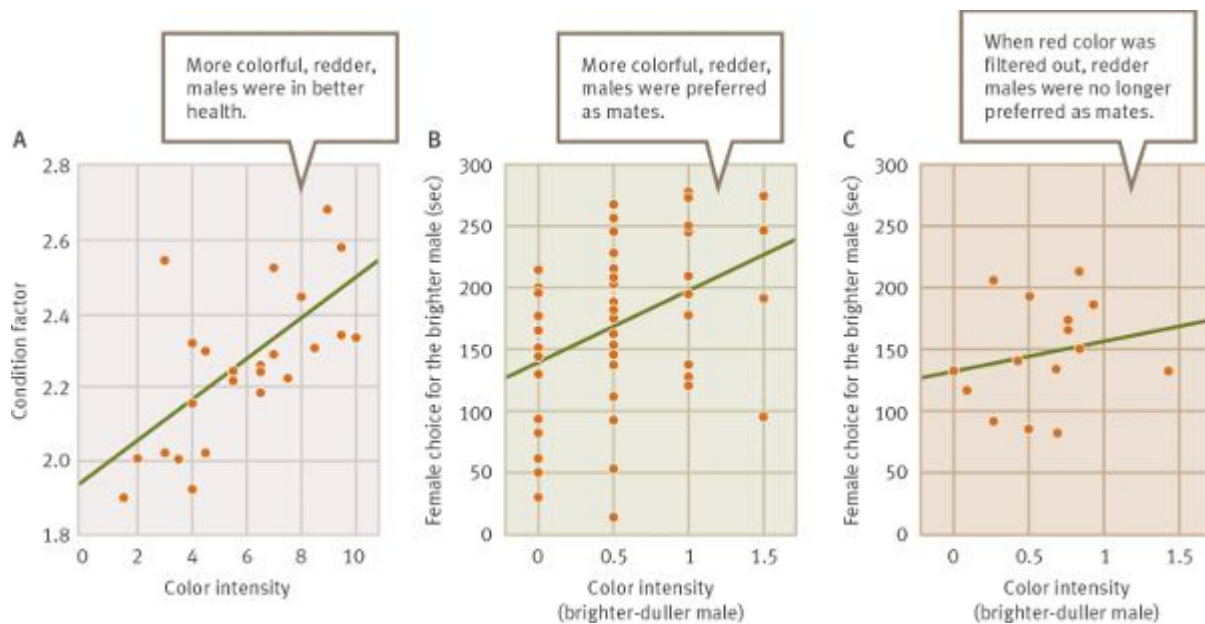 More colorful, redder,
males were in better
health.
More colorful, redder,
males were preferred
as mates.
When red color was
filtered out, redder
males were no longer
preferred as mates.
A
2.8
2.6
2.4
2.2
2.0
1.8
Condition factor
0 2 4 6 8 10
Color intensity
B
300
250
200
150
100
50
0
Female choice for the brighter male (sec)
0 0.5 1 1.5
Color intensity
(brighter-duller male)
C
300
250
200
150
100
50
0
Female choice for the brighter male (sec)
0 0.5 1 1.5
Color intensity
(brighter-duller male)